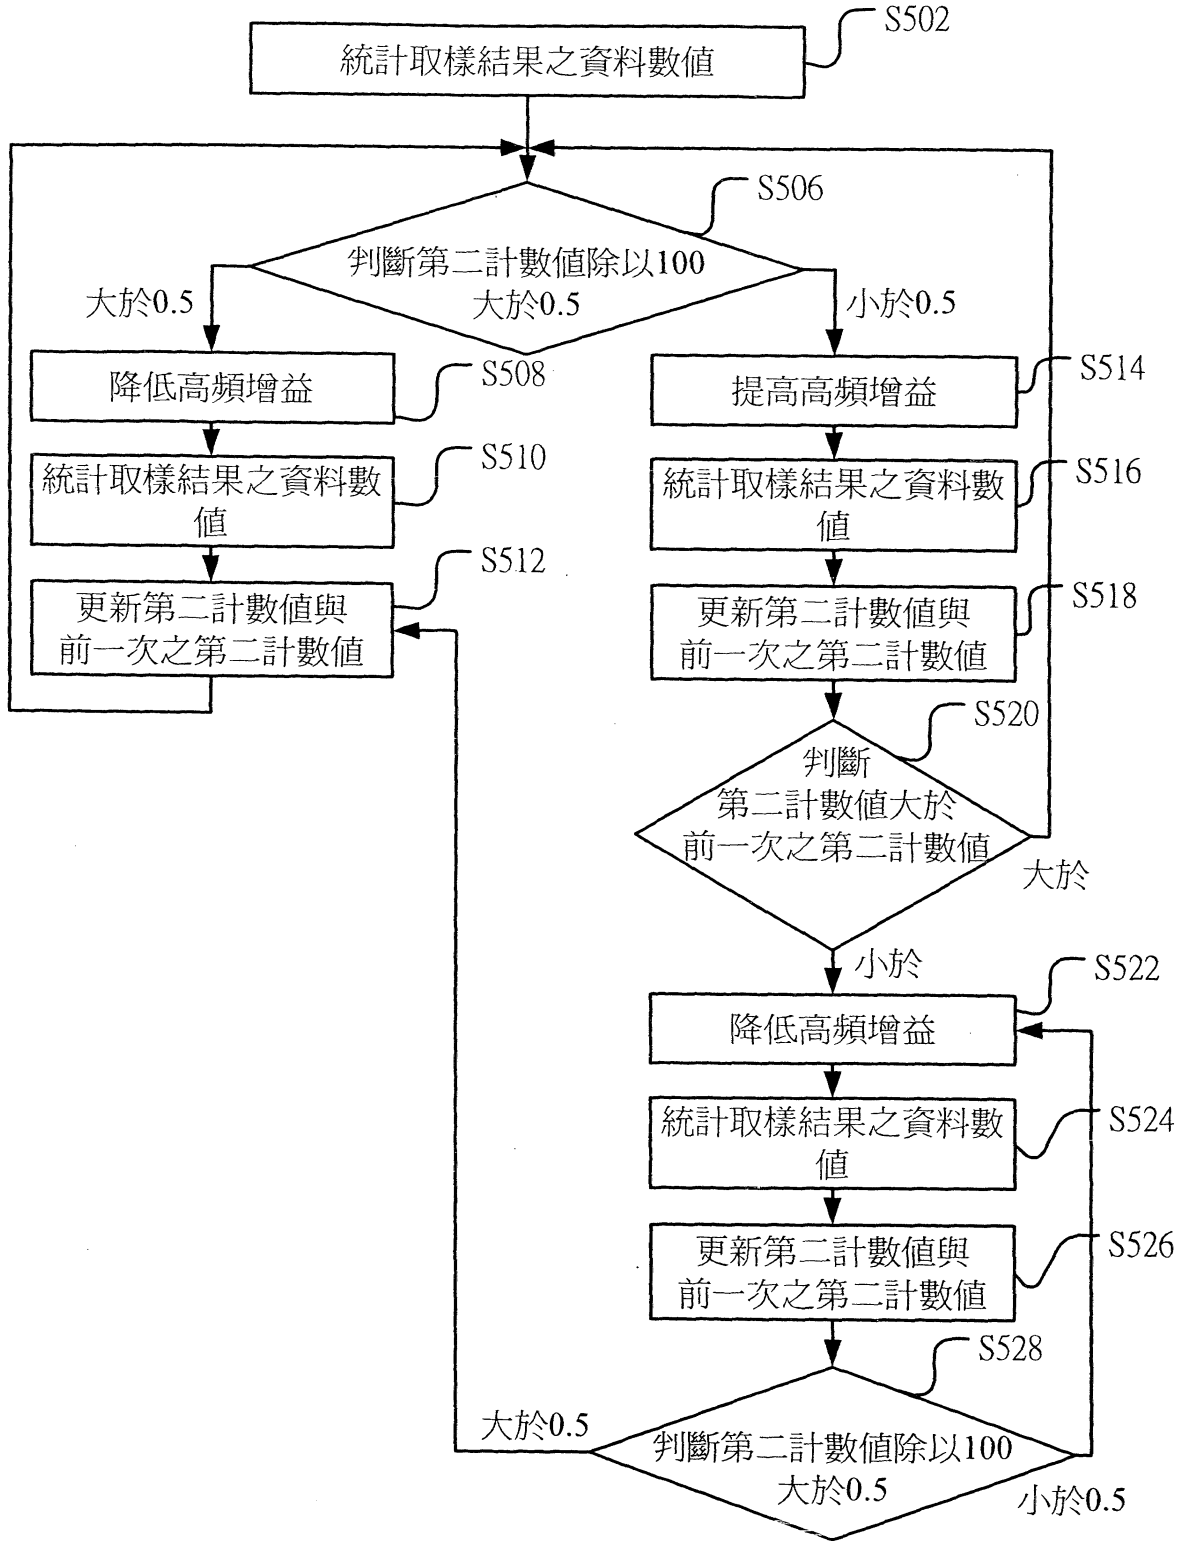 S502
統計取樣結果之資料數值
S506
判斷第二計數值除以100
大於0.5
大於0.5
小於0.5
降低高頻增益
S508
統計取樣結果之資料數
值
S510
更新第二計數值與
前一次之第二計數值
S512
提高高頻增益
S514
統計取樣結果之資料數
值
S516
更新第二計數值與
前一次之第二計數值
S518
S520
判斷
第二計數值大於
前一次之第二計數值
大於
小於
降低高頻增益
S522
統計取樣結果之資料數
值
S524
更新第二計數值與
前一次之第二計數值
S526
S528
大於0.5
判斷第二計數值除以100
大於0.5
小於0.5